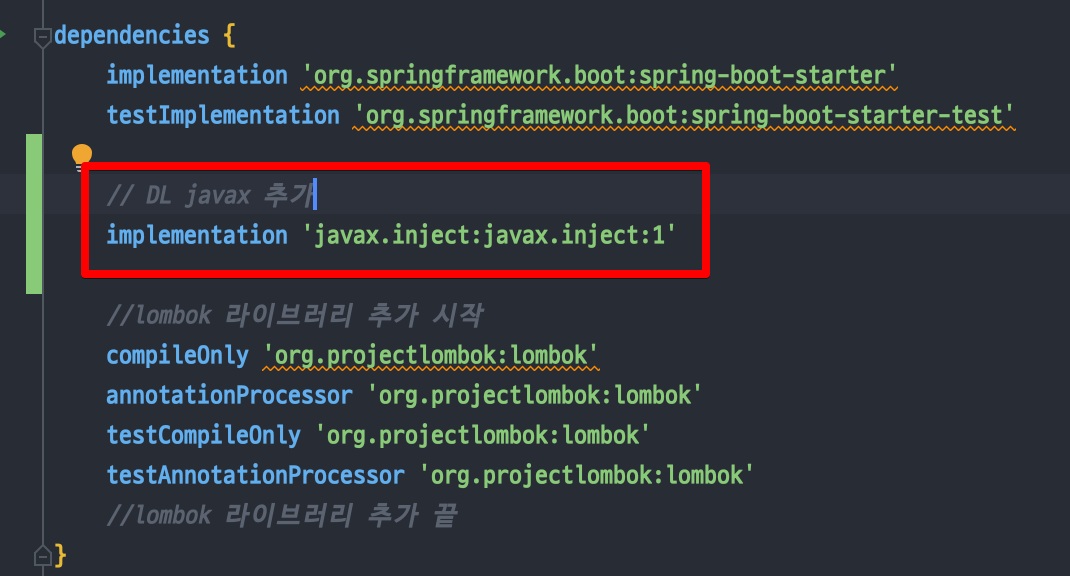 dependencies {
implementation 'org.springframework.boot:spring-boot-starter'
testImplementation 'org.springframework.boot:spring-boot-starter-test'
// DL javax 추가
implementation 'javax.inject:javax.inject:1'
//lombok 라이브러리 추가 시작
compileOnly 'org.projectlombok:lombok'
annotationProcessor 'org.projectlombok:lombok'
testCompileOnly 'org.projectlombok:lombok'
testAnnotationProcessor 'org.projectlombok:lombok'
//lombok 라이브러리 추가 끝
}